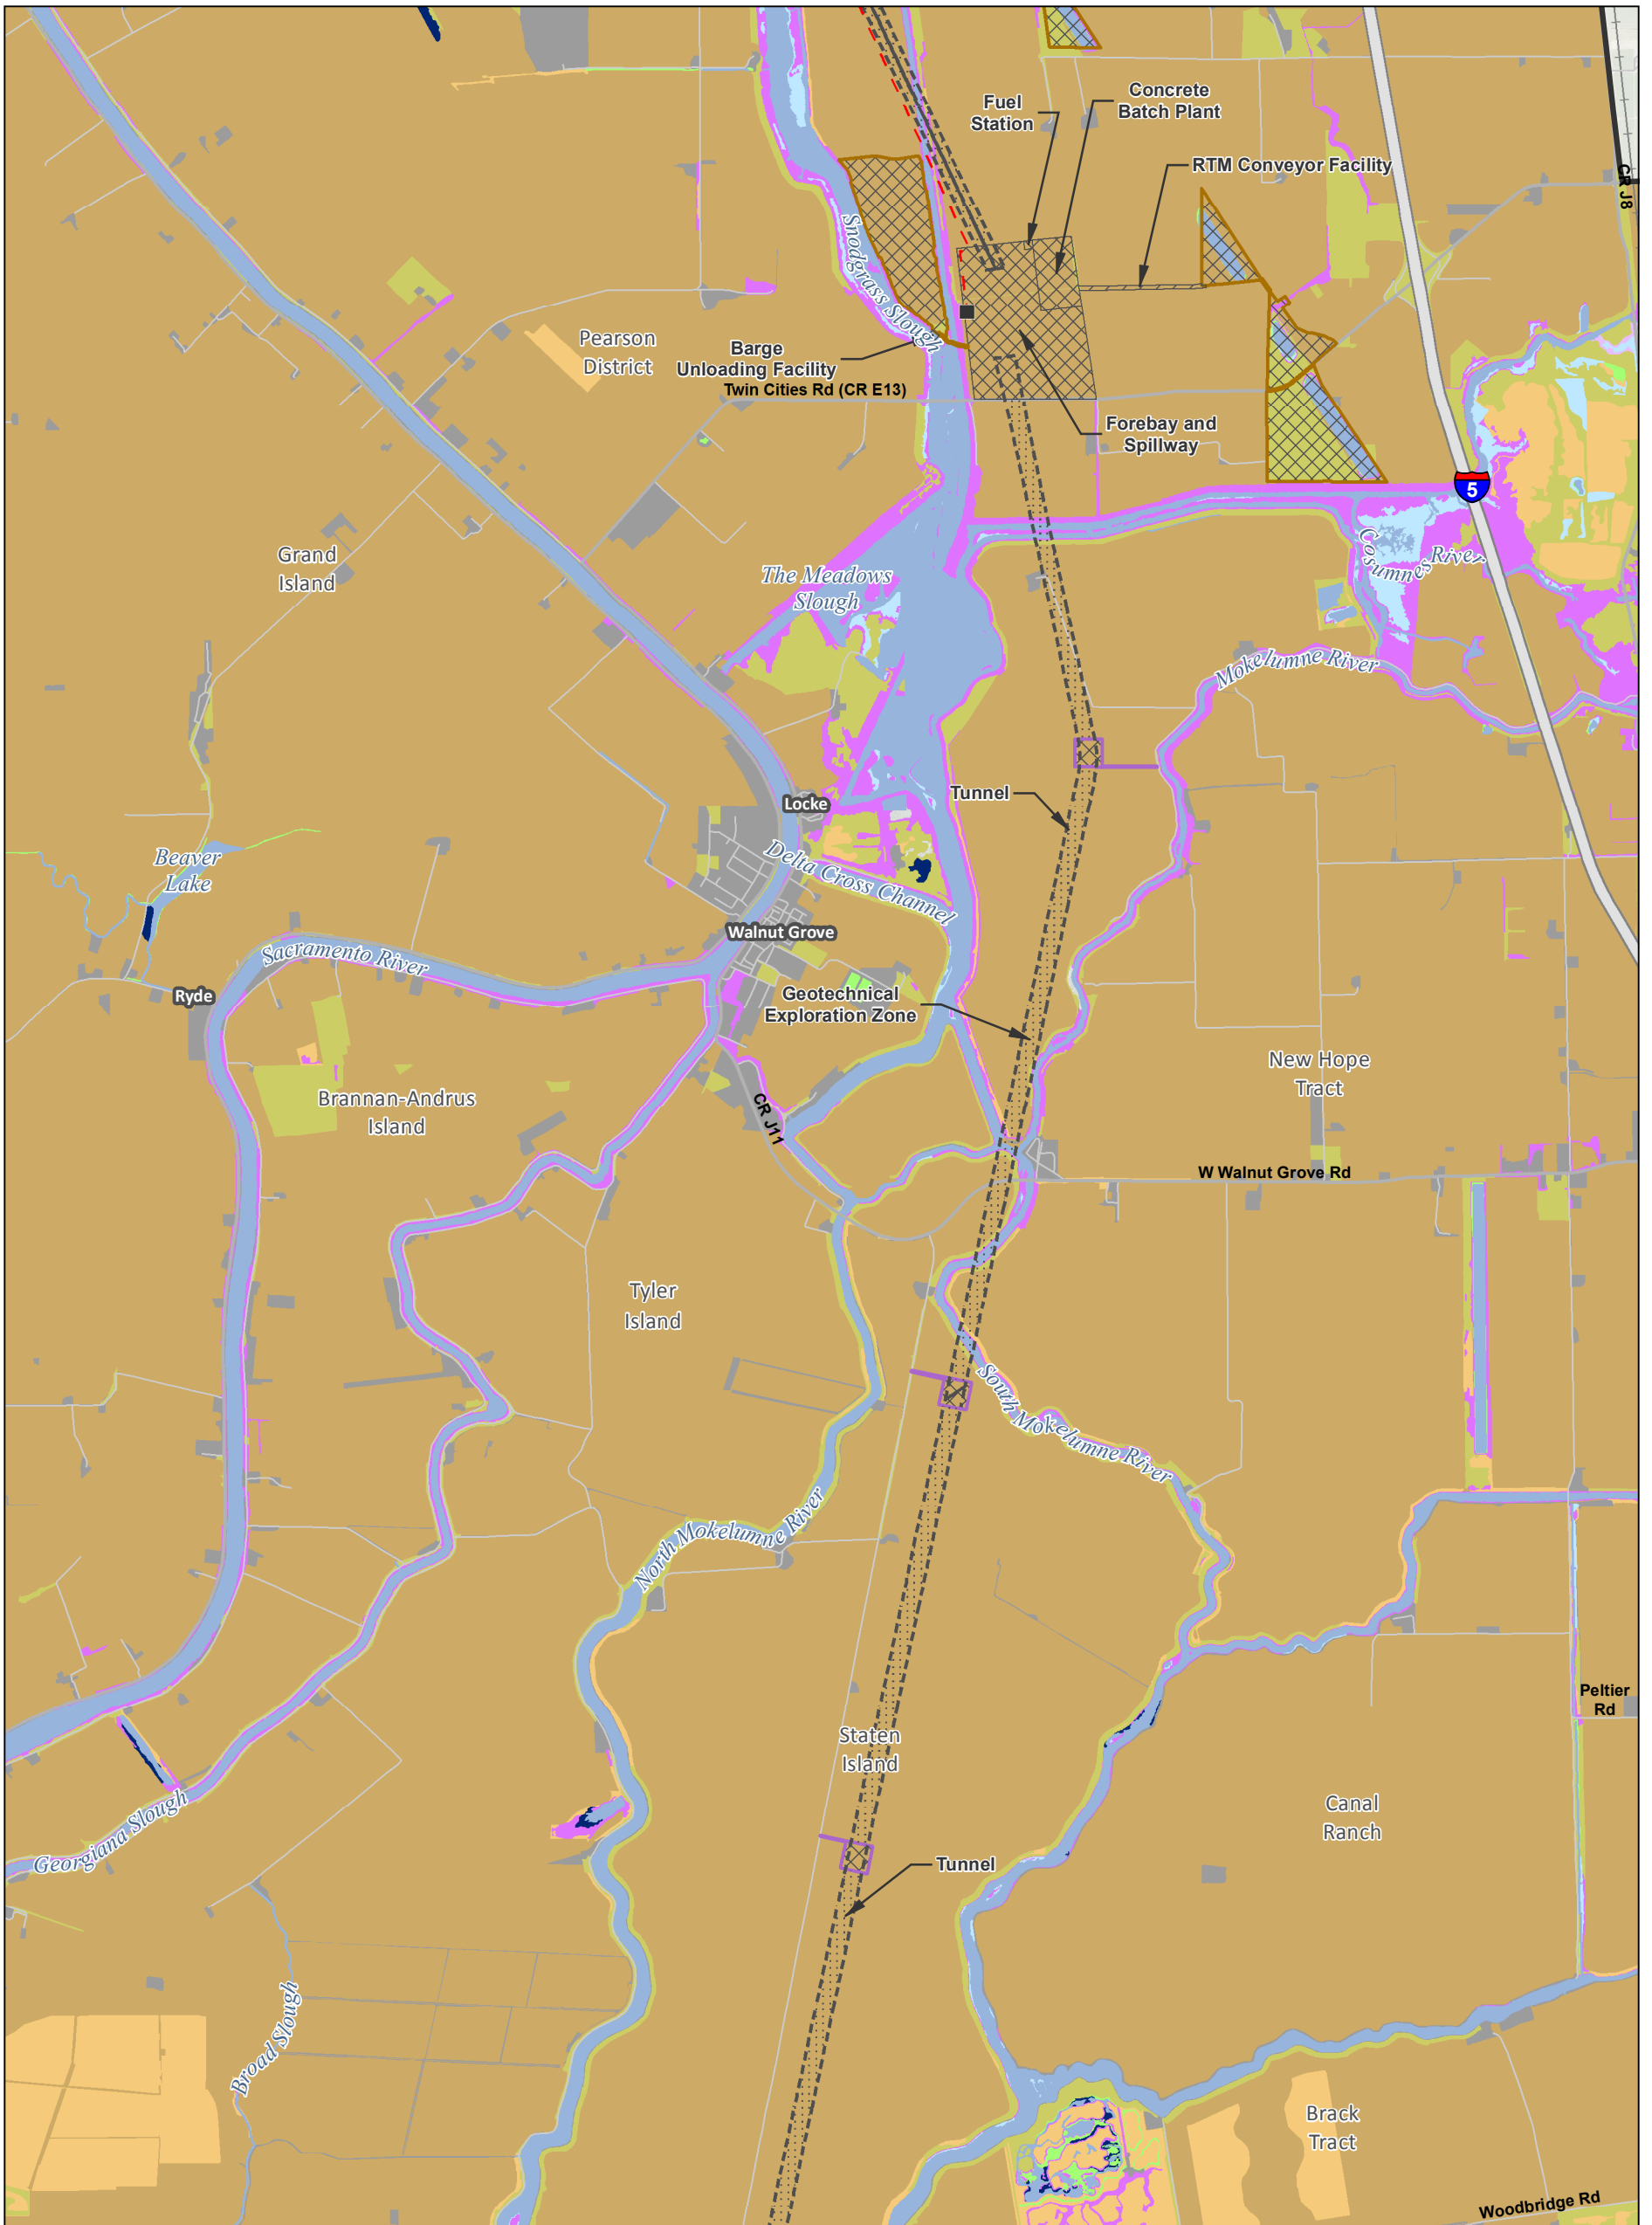 Fuel
Station
Concrete
Batch Plant
RTM Conveyor Facility
CR J8
Snodgrass Slough
Pearson
District
Barge
Unloading Facility
Twin Cities Rd (CR E13)
Forebay and
Spillway
5
Grand
Island
The Meadows
Slough
Cosumnes River
Mokelumne River
Tunnel
Locke
Beaver
Lake
Delta Cross Channel
Walnut Grove
Sacramento River
Ryde
Geotechnical
Exploration Zone
New Hope
Tract
Brannan-Andrus
Island
CR J11
W Walnut Grove Rd
Tyler
Island
South Mokelumne River
North Mokelumne River
Peltier
Rd
Staten
Island
Canal
Ranch
Georgiana Slough
Tunnel
Broad Slough
Brack
Tract
Woodbridge Rd